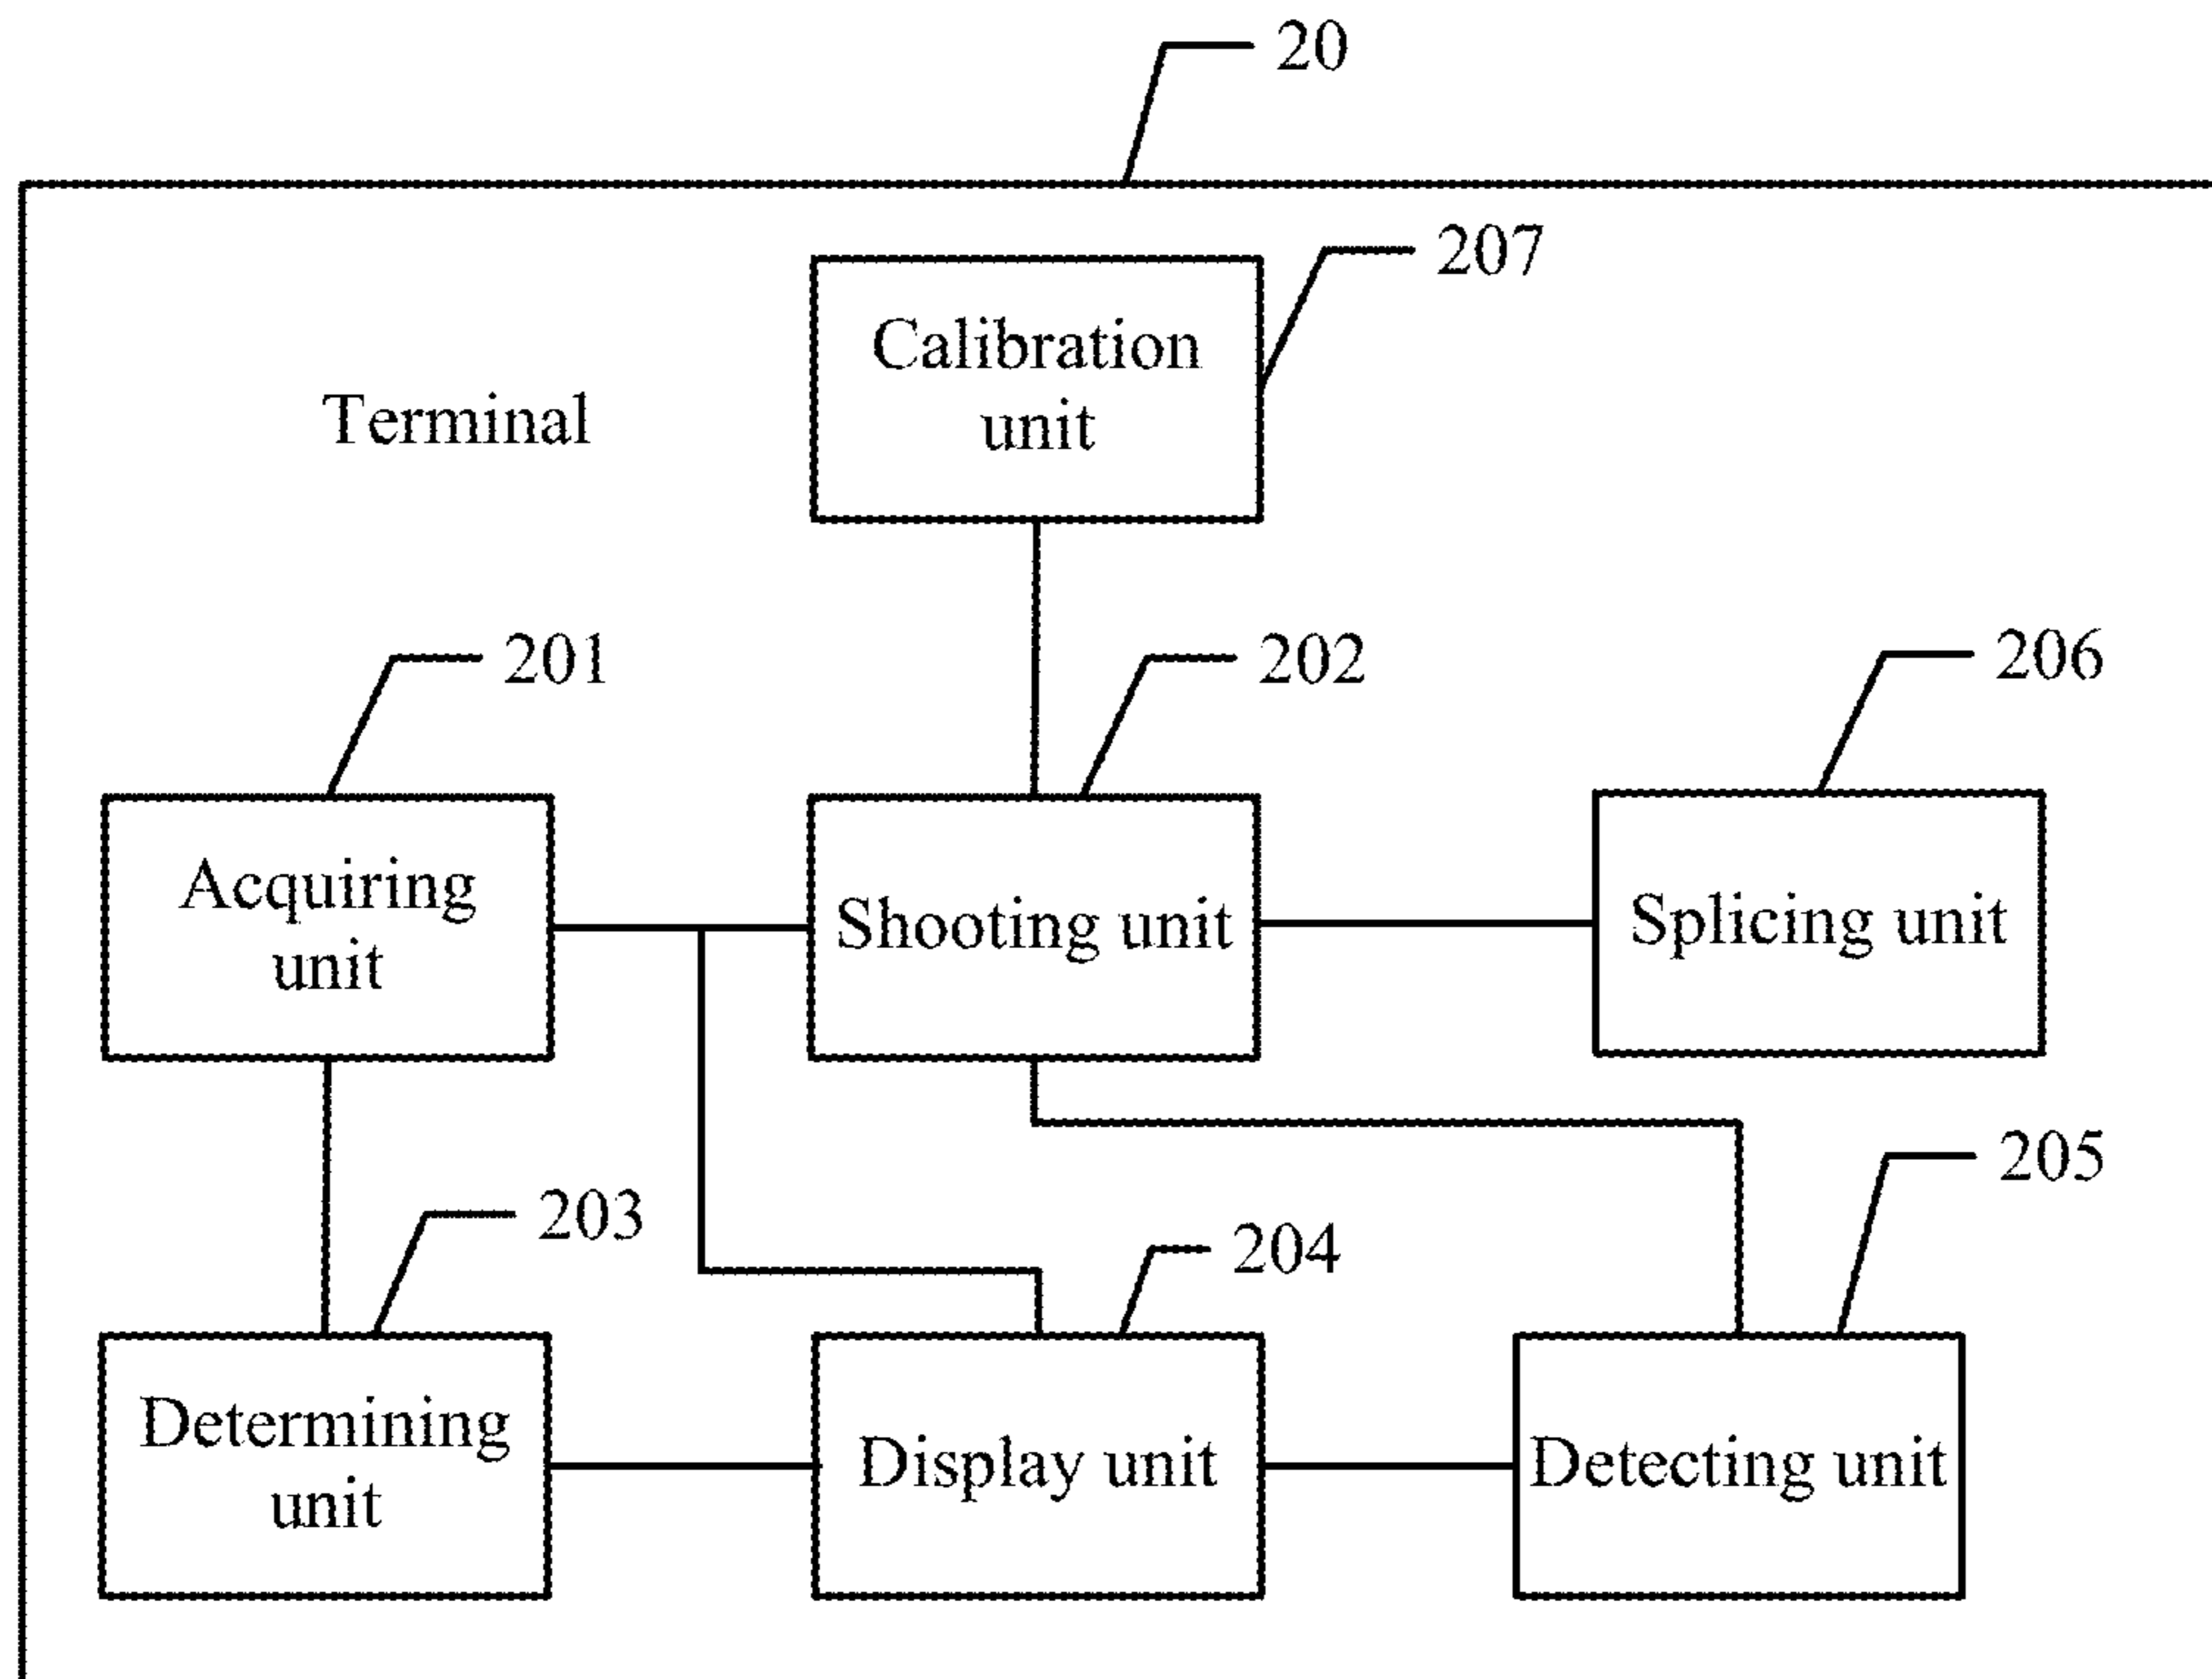 20
207
Calibration
unit
Terminal
201
202
206
Acquiring
unit
Shooting unit
Splicing unit
203
204
205
Determining
unit
Display unit
Detecting unit